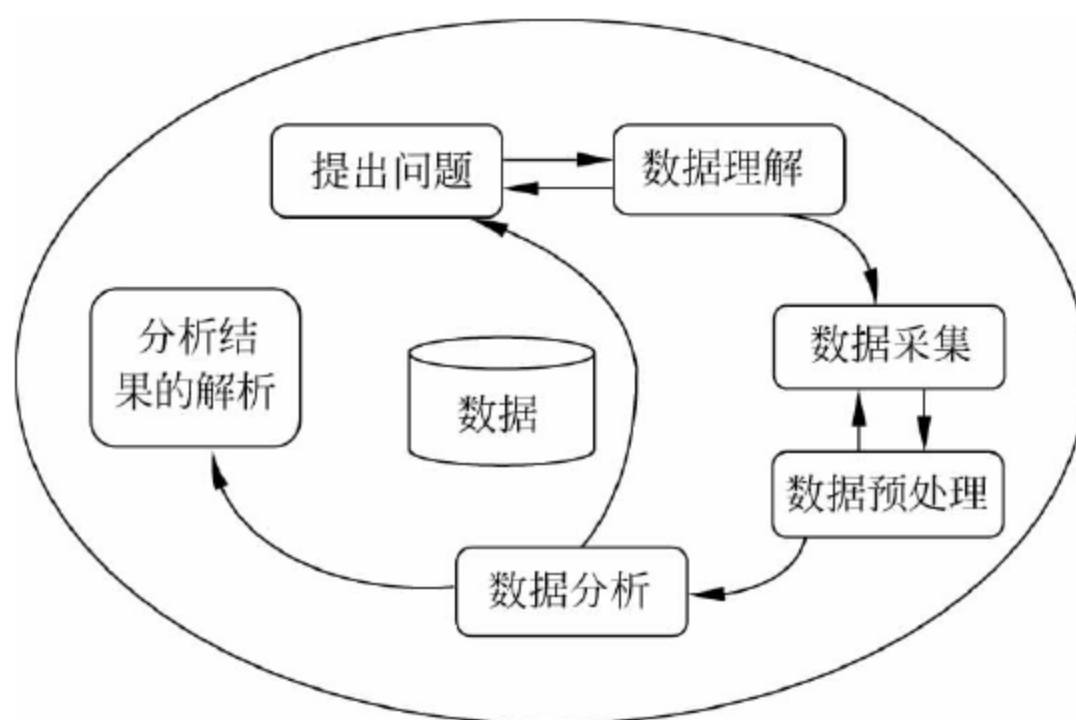 提出问题
数据理解
分析结
果的解析
数据
数据采集
数据预处理
数据分析